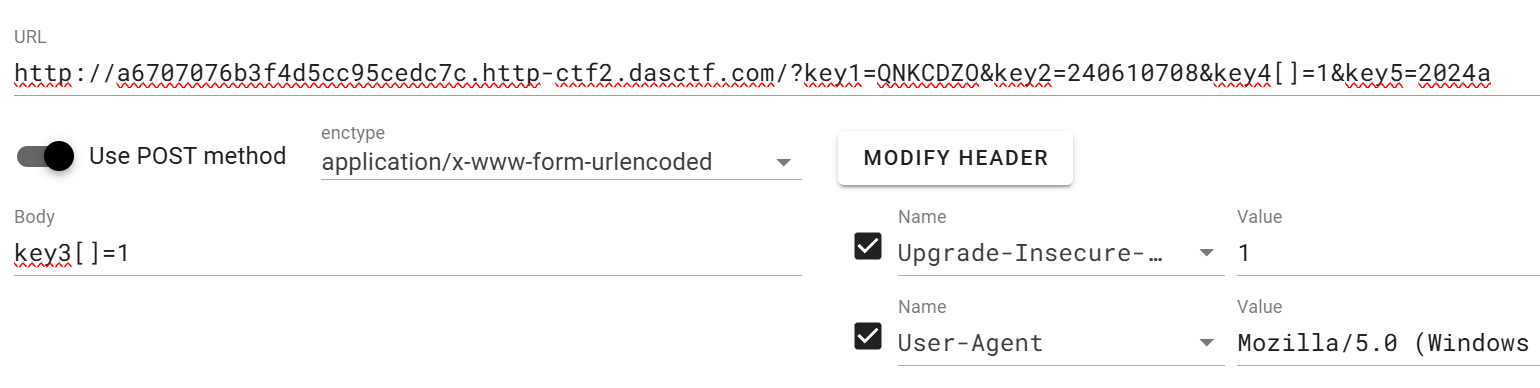 URL
http://a6707076b3f4d5cc95cedc7c.http-ctf2.dasctf.com/?key1=QNKCDZO&key2=240610708&key4[]=1&key5=2024a
Use POST method
enctype
application/x-www-form-urlencoded
MODIFY HEADER
Body
key3[]=1
Name
Upgrade-Insecure-…
Value
1
Name
User-Agent
Value
Mozilla/5.0 (Windows